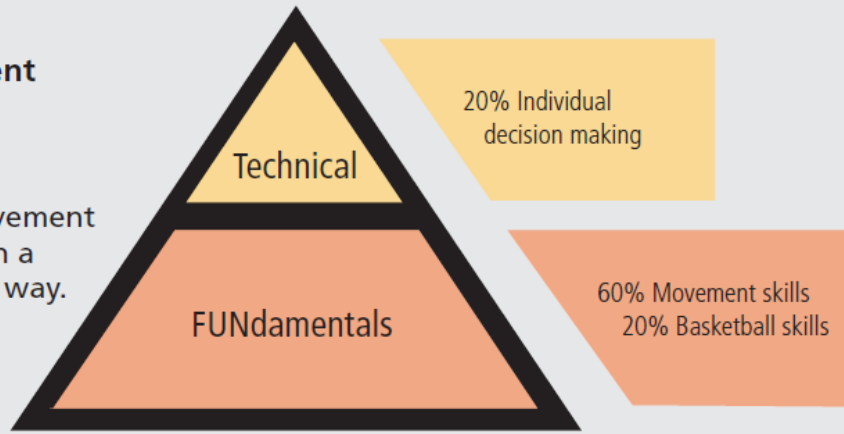 ent
vement
n a
way.
Technical
20% Individual
decision making
FUNdamentals
60% Movement skills
20% Basketball skills